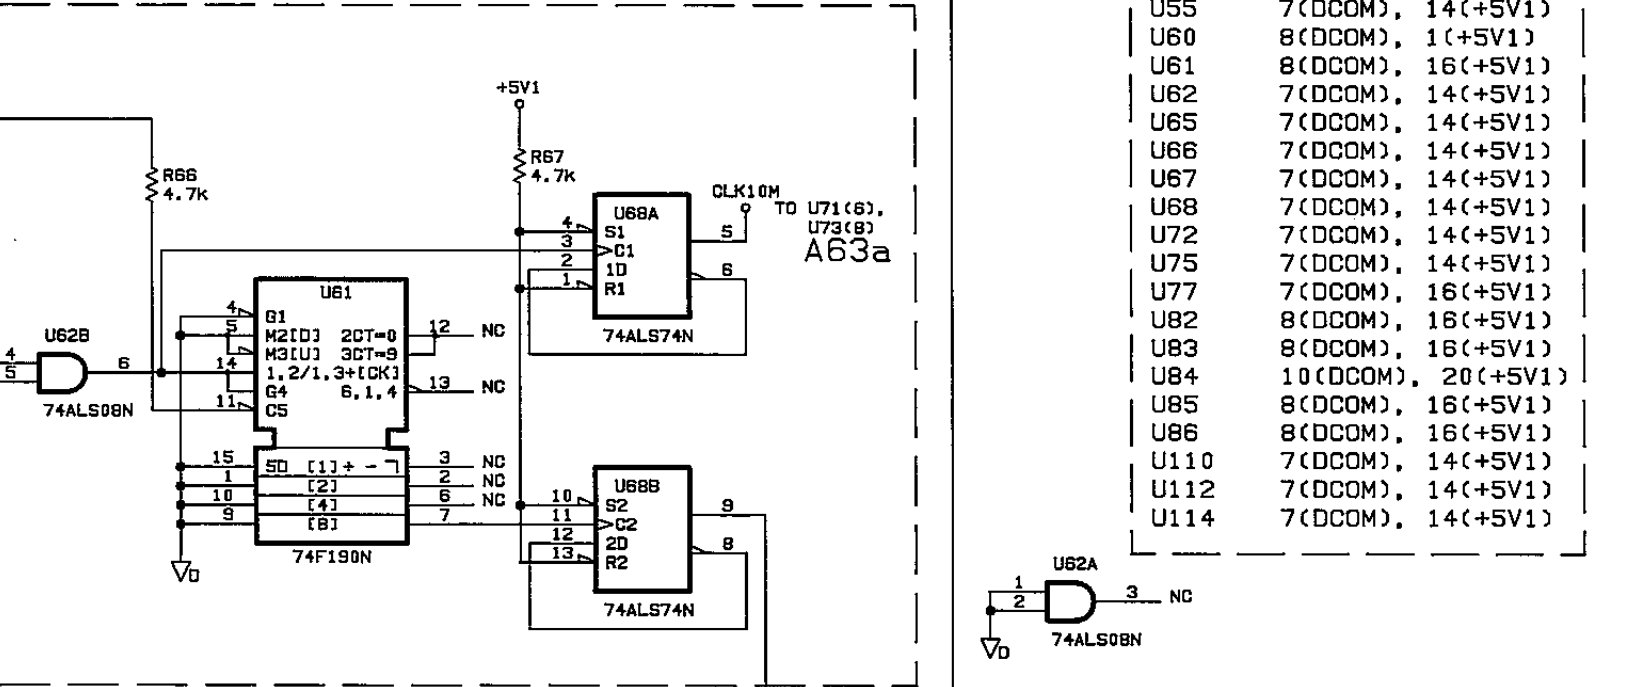 +5V1
R67
4.7K
R66
4.7K
U68A
CLK10M
TO U71(6),
U73(8)
A63a
4
S1
5
3
C1
2
1D
6
1
R1
74ALS74N
U61
4
G1
5
M2[D]
2CT=0
12
NC
M3[U]
3CT=9
14
1,2/1,3+[CK]
G4
6,1,4
13
NC
11
C5
U62B
4
5
6
74ALS08N
15
5D
[1]+ -
3
NC
1
[2]
2
NC
10
[4]
6
NC
9
[8]
7
74F190N
D
U68B
10
S2
9
11
C2
12
2D
8
13
R2
74ALS74N
U55 7(DCOM), 14(+5V1)
U60 8(DCOM), 1(+5V1)
U61 8(DCOM), 16(+5V1)
U62 7(DCOM), 14(+5V1)
U65 7(DCOM), 14(+5V1)
U66 7(DCOM), 14(+5V1)
U67 7(DCOM), 14(+5V1)
U68 7(DCOM), 14(+5V1)
U72 7(DCOM), 14(+5V1)
U75 7(DCOM), 14(+5V1)
U77 7(DCOM), 16(+5V1)
U82 8(DCOM), 16(+5V1)
U83 8(DCOM), 16(+5V1)
U84 10(DCOM), 20(+5V1)
U85 8(DCOM), 16(+5V1)
U86 8(DCOM), 16(+5V1)
U110 7(DCOM), 14(+5V1)
U112 7(DCOM), 14(+5V1)
U114 7(DCOM), 14(+5V1)
U62A
1
2
3
NC
D
74ALS08N